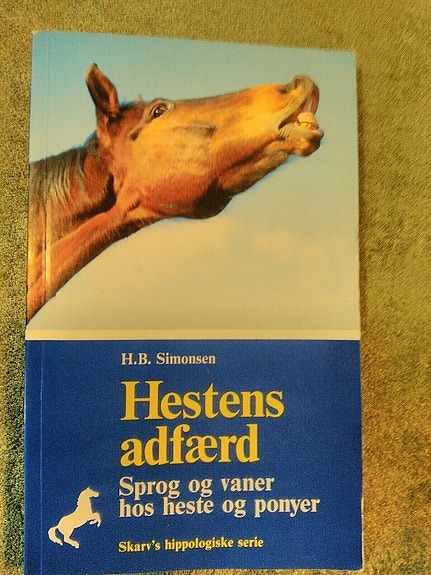 H.B. Simonsen
Hestens
adfærd
Sprog og vaner
hos heste og ponyer
Skarv's hippologiske serie